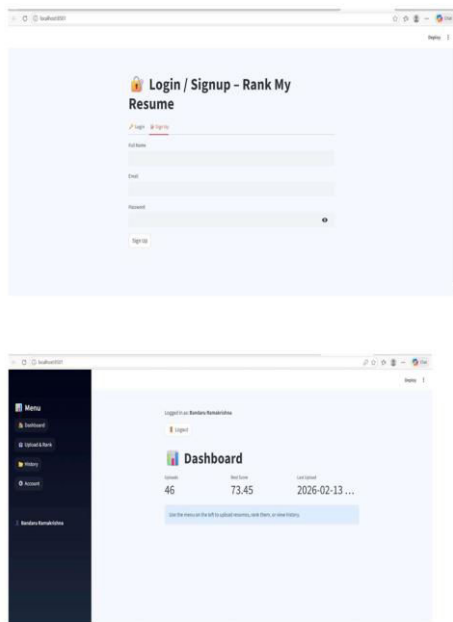 localhost:8501
Deploy
Login / Signup – Rank My
Resume
Login Sign Up
Full Name
Email
Password
Sign Up
localhost:8501
Deploy
Menu
Dashboard
Upload & Rank
History
Account
Bandaru Ramakrishna
Logged in as: Bandaru Ramakrishna
Logout
Dashboard
Uploads Best Score Last Upload
46 73.45 2026-02-13 ...
Use the menu on the left to upload resumes, rank them, or view history.